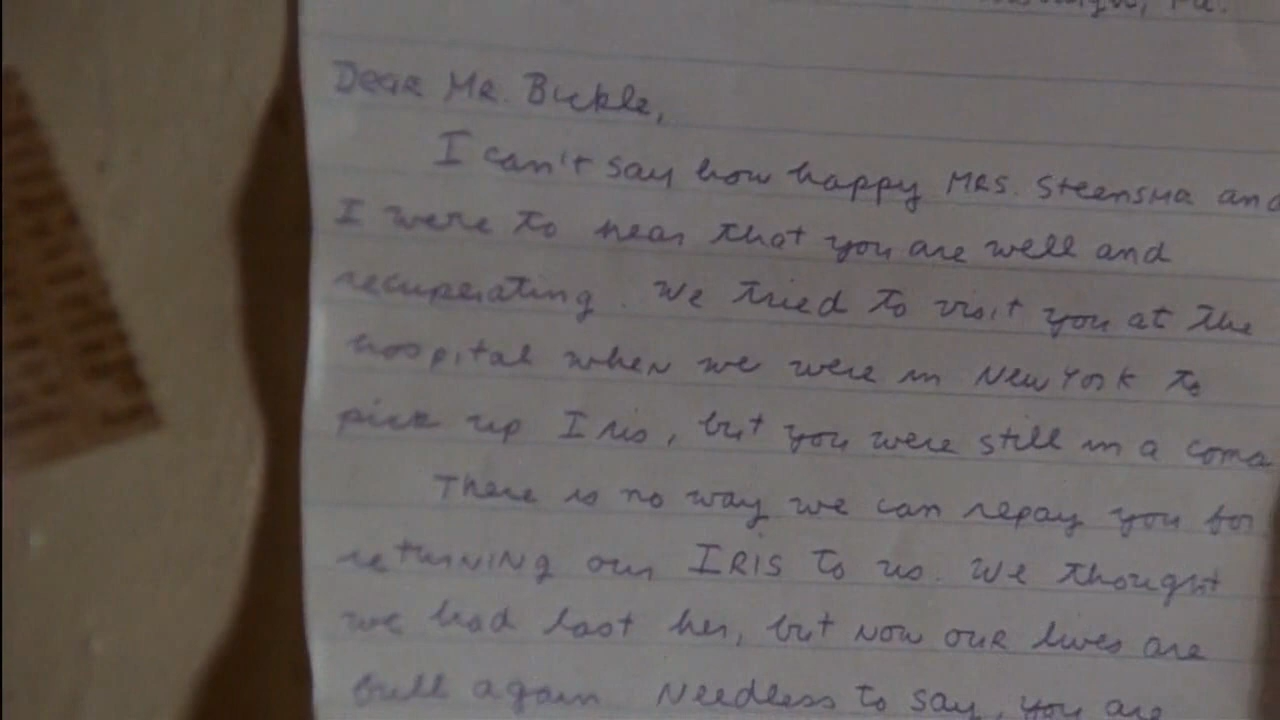 Pa.
Dear Mr. Bickle,
I can't say how happy Mrs. Steensma and
I were to hear that you are well and
recuperating. We tried to visit you at the
hospital when we were in New York to
pick up Iris, but you were still in a coma
There is no way we can repay you for
returning our IRIS to us. We thought
we had lost her, but now our lives are
full again Needless to say, you are